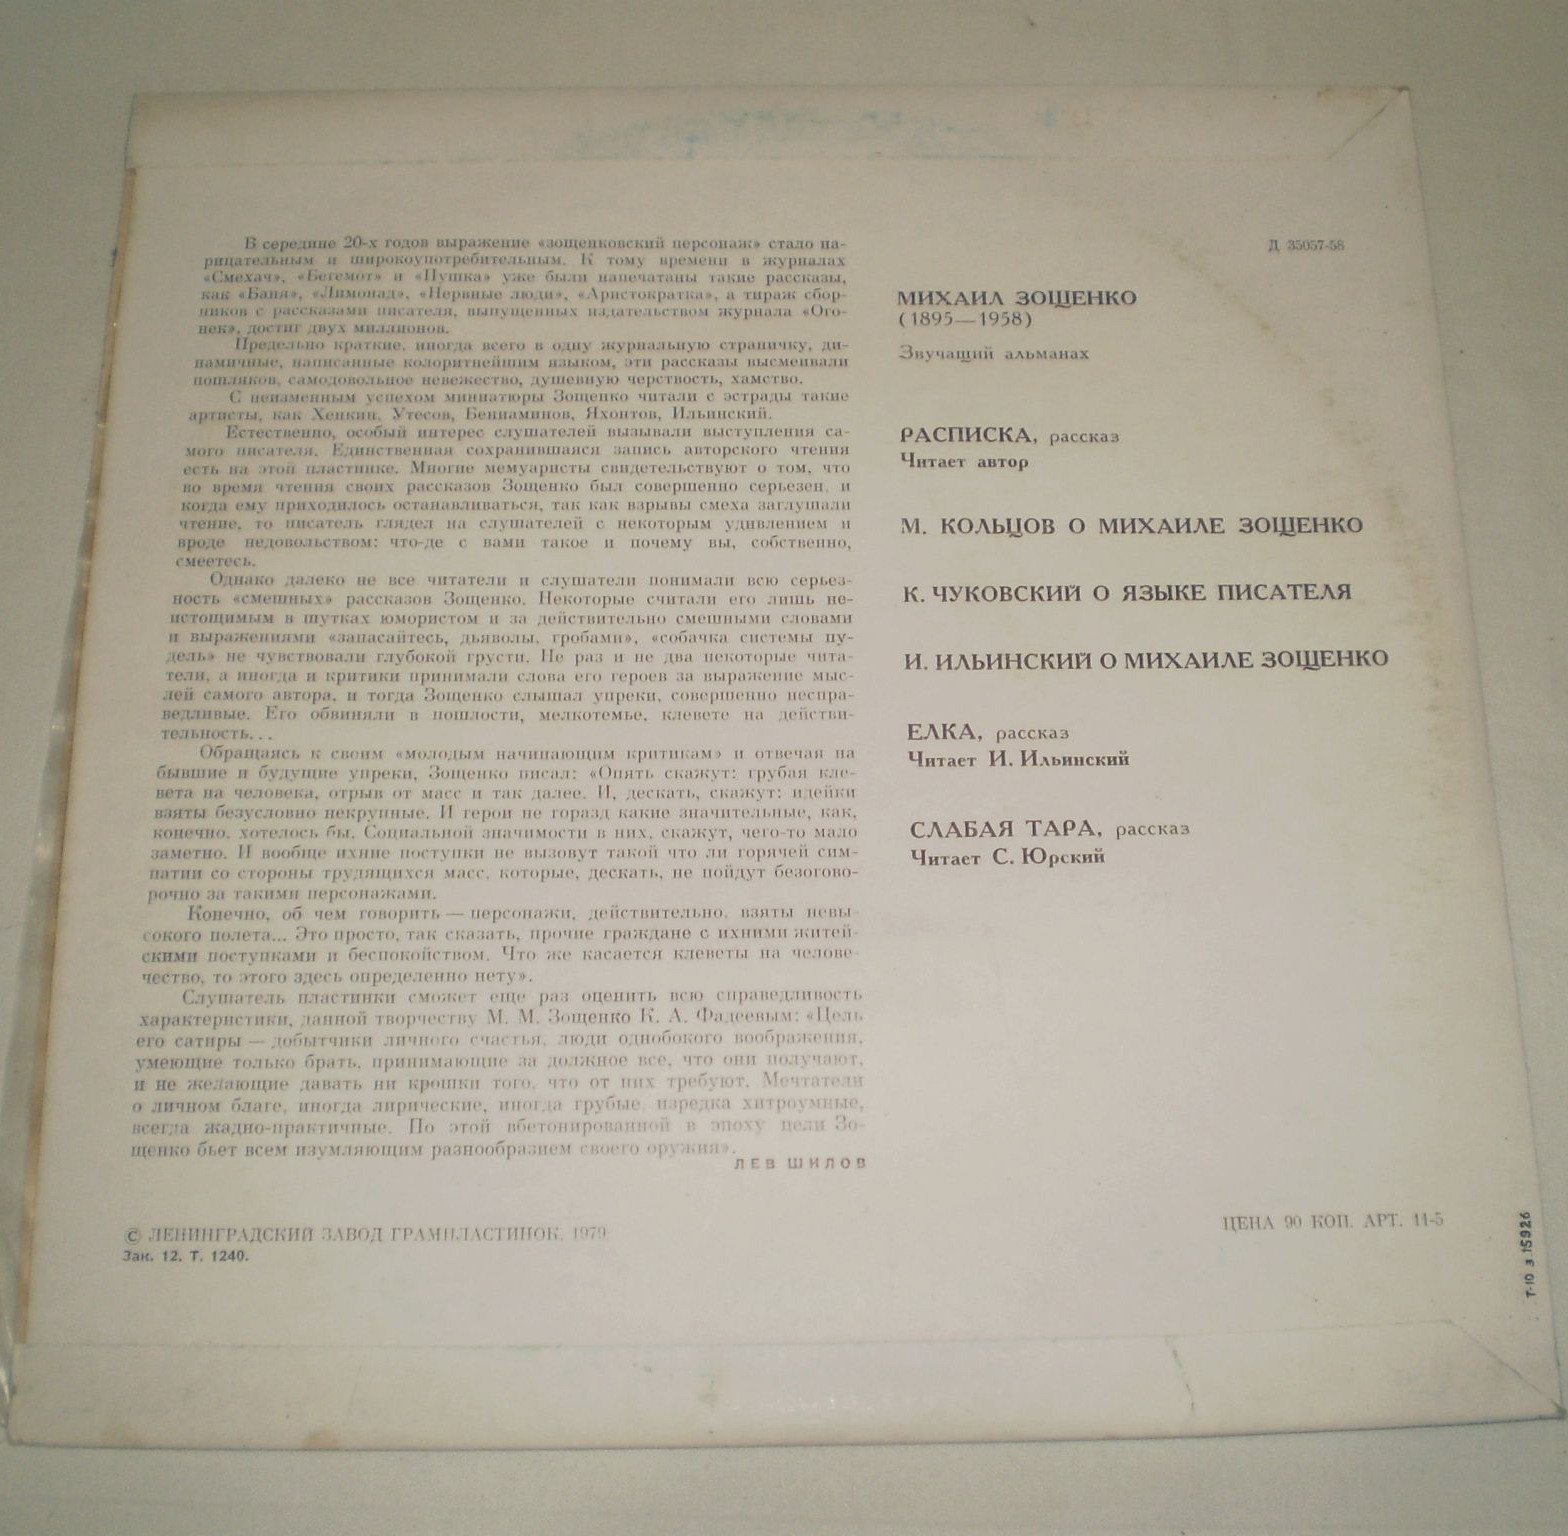 В середине 20-х годов выражение «зощенковский персонаж» стало на-
рицательным и широкоупотребительным. К тому времени в журналах
«Смехач», «Бегемот» и «Пушка» уже были напечатаны такие рассказы,
как «Баня», «Лимонад», «Нервные люди», «Аристократка», а тираж сбор-
ников с рассказами писателя, выпущенных издательством журнала «Ого-
нек», достиг двух миллионов.
Предельно краткие, иногда всего в одну журнальную страничку, ди-
намичные, написанные колоритнейшим языком, эти рассказы высмеивали
пошляков, самодовольное невежество, душевную черствость, хамство.
С неизменным успехом миниатюры Зощенко читали с эстрады такие
артисты, как Хенкин, Утесов, Бениаминов, Яхонтов, Ильинский.
Естественно, особый интерес слушателей вызывали выступления са-
мого писателя. Единственная сохранившаяся запись авторского чтения
есть на этой пластинке. Многие мемуаристы свидетельствуют о том, что
во время чтения своих рассказов Зощенко был совершенно серьезен, и
когда ему приходилось останавливаться, так как взрывы смеха заглушали
чтение, то писатель глядел на слушателей с некоторым удивлением и
вроде недовольством: что-де с вами такое и почему вы, собственно,
смеетесь.
Однако далеко не все читатели и слушатели понимали всю серьез-
ность «смешных» рассказов Зощенко. Некоторые считали его лишь не-
истощимым в шутках юмористом и за действительно смешными словами
и выражениями «запасайтесь, дьяволы, гробами», «собачка системы пу-
дель» не чувствовали глубокой грусти. Не раз и не два некоторые чита-
тели, а иногда и критики принимали слова его героев за выражение мыс-
лей самого автора, и тогда Зощенко слышал упреки, совершенно неспра-
ведливые. Его обвиняли в пошлости, мелкотемье, клевете на действи-
тельность...
Обращаясь к своим «молодым начинающим критикам» и отвечая на
бывшие и будущие упреки, Зощенко писал: «Опять скажут: грубая кле-
вета на человека, отрыв от масс и так далее. И, дескать, скажут: идейки
взяты безусловно некрупные. И герои не горазд какие значительные, как,
конечно, хотелось бы. Социальной значимости в них, скажут, чего-то мало
заметно. И вообще ихние поступки не вызовут такой что ли горячей сим-
патии со стороны трудящихся масс, которые, дескать, не пойдут безогово-
рочно за такими персонажами.
Конечно, об чем говорить — персонажи, действительно, взяты невы-
сокого полета... Это просто, так сказать, прочие граждане с ихними житей-
скими поступками и беспокойством. Что же касается клеветы на челове-
чество, то этого здесь определенно нету».
Слушатель пластинки сможет еще раз оценить всю справедливость
характеристики, данной творчеству М. М. Зощенко К. А. Фадеевым: «Цель
его сатиры — добытчики личного счастья, люди однобокого воображения,
умеющие только брать, принимающие за должное все, что они получают,
и не желающие давать ни крошки того, что от них требуют. Мечтатели
о личном благе, иногда лирические, иногда грубые, изредка хитроумные,
всегда жадно-практичные. По этой вбетонированной в эпоху цели Зо-
щенко бьет всем изумляющим разнообразием своего оружия».
ЛЕВ ШИЛОВ
© ЛЕНИНГРАДСКИЙ ЗАВОД ГРАМПЛАСТИНОК, 1979
Зак. 12. Т. 1240.
Д 35057-58
МИХАИЛ ЗОЩЕНКО
(1895—1958)
Звучащий альманах
РАСПИСКА, рассказ
Читает автор
М. КОЛЬЦОВ О МИХАИЛЕ ЗОЩЕНКО
К. ЧУКОВСКИЙ О ЯЗЫКЕ ПИСАТЕЛЯ
И. ИЛЬИНСКИЙ О МИХАИЛЕ ЗОЩЕНКО
ЕЛКА, рассказ
Читает И. Ильинский
СЛАБАЯ ТАРА, рассказ
Читает С. Юрский
ЦЕНА 90 КОП. АРТ. 11-5
Т-10 з 15926